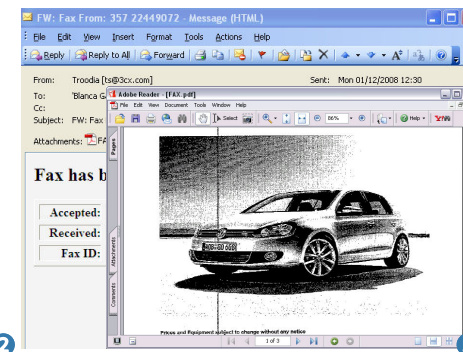 FW: Fax From: 357 22449072 - Message (HTML)
File Edit View Insert Format Tools Actions Help
Reply Reply to All Forward
From: Troodia [ts@3cx.com] Sent: Mon 01/12/2008 12:30
To: 'Blanca G
Cc:
Subject: FW: Fax
Attachments: FA
Fax has b
Accepted:
Received:
Fax ID:
2
Adobe Reader - [FAX.pdf]
File Edit View Document Tools Window Help
Select 86% Help
Pages
Attachments
Comments
Prices and Equipment subject to change without any notice
1 of 3